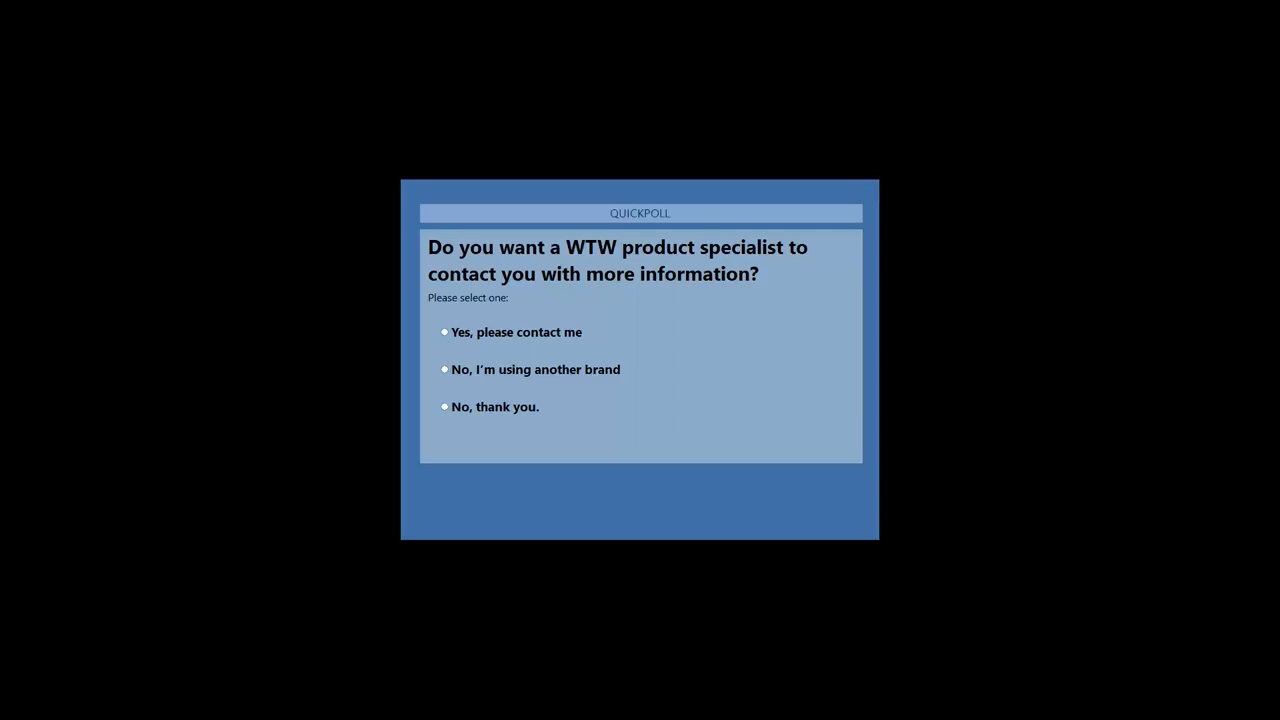 QUICKPOLL
Do you want a WTW product specialist to
contact you with more information?
Please select one:
Yes, please contact me
No, I’m using another brand
No, thank you.